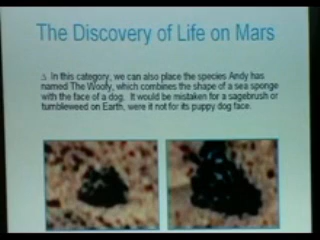 The Discovery of Life on Mars
In this category, we can also place the species Andy has
named The Woofy, which combines the shape of a sea sponge
with the face of a dog. It would be mistaken for a sagebrush or
tumbleweed on Earth, were it not for its puppy dog face.